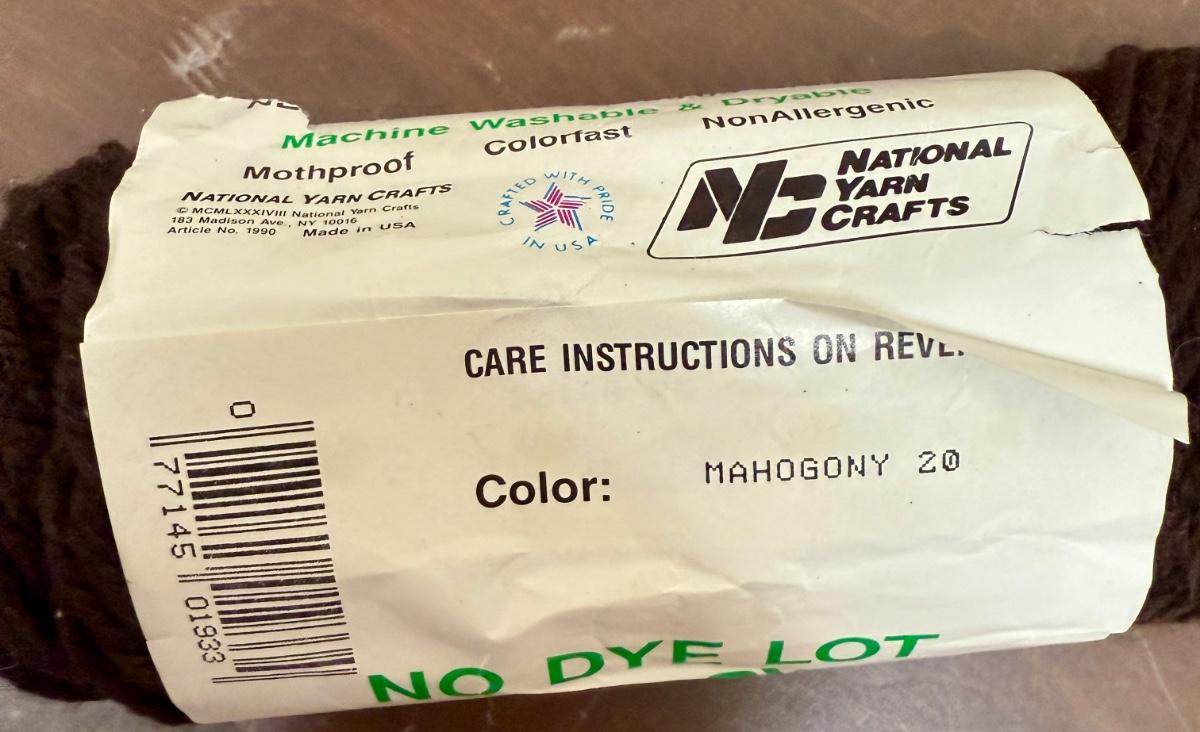 Machine Washable & Dryable
Mothproof Colorfast NonAllergenic
NATIONAL YARN CRAFTS
© MCMLXXXIVIII National Yarn Crafts
183 Madison Ave., NY 10016
Article No. 1990 Made in USA
CRAFTED WITH PRIDE
IN USA
NYC
NATIONAL
YARN
CRAFTS
CARE INSTRUCTIONS ON
Color: MAHOGONY 20
0 77145 01933
NO DYE LOT